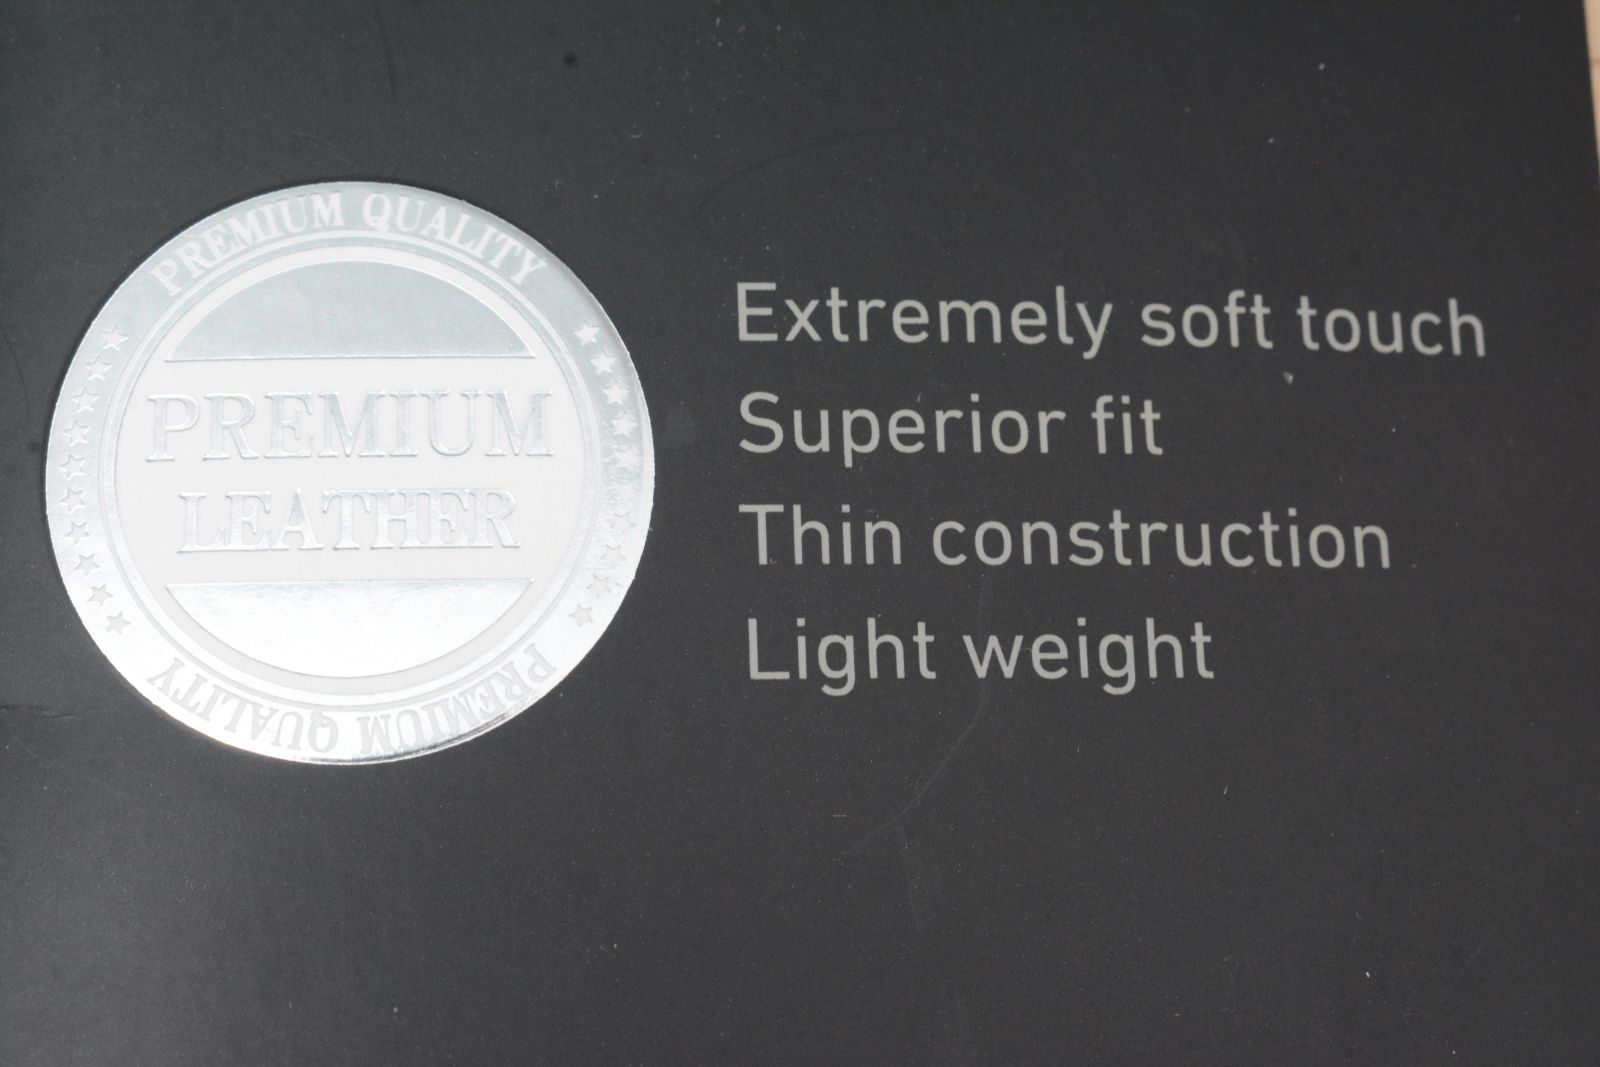 PREMIUM QUALITY
PREMIUM
LEATHER
PREMIUM QUALITY
Extremely soft touch
Superior fit
Thin construction
Light weight